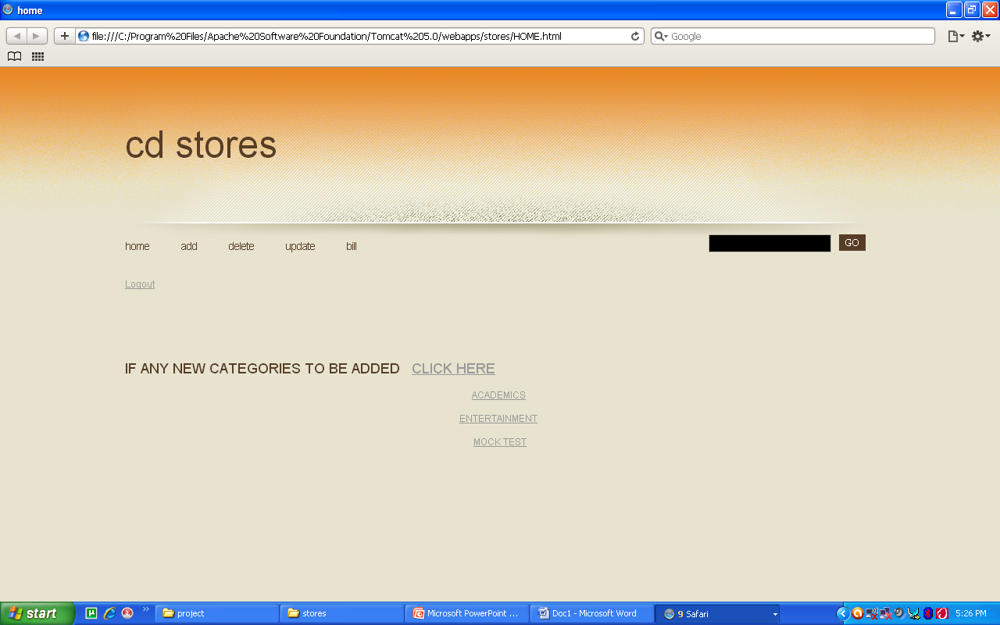 home
file:///C:/Program%20Files/Apache%20Software%20Foundation/Tomcat%205.0/webapps/stores/HOME.html
Google
cd stores
home add delete update bill
GO
Logout
IF ANY NEW CATEGORIES TO BE ADDED CLICK HERE
ACADEMICS
ENTERTAINMENT
MOCK TEST
start project stores Microsoft PowerPoint ... Doc1 - Microsoft Word 9 Safari 5:26 PM